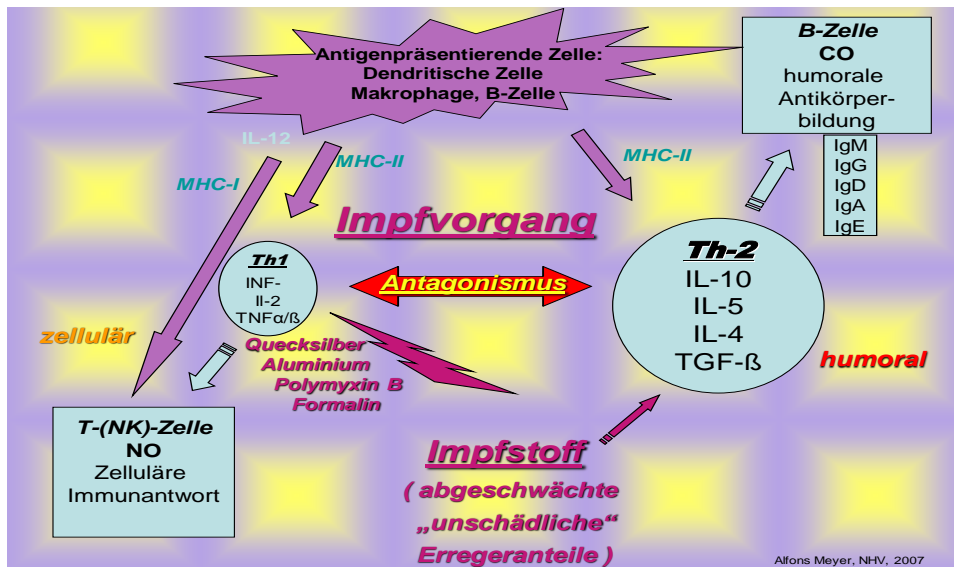 Antigenpräsentierende Zelle:
Dendritische Zelle
Makrophage, B-Zelle
B-Zelle
CO
humorale
Antikörper-
bildung
IgM
IgG
IgD
IgA
IgE
IL-12
MHC-I
MHC-II
MHC-II
Impfvorgang
Th1
INF-
II-2
TNFα/ß
Antagonismus
Th-2
IL-10
IL-5
IL-4
TGF-ß
zellulär
humoral
Quecksilber
Aluminium
Polymyxin B
Formalin
T-(NK)-Zelle
NO
Zelluläre
Immunantwort
Impfstoff
( abgeschwächte
„unschädliche“
Erregeranteile )
Alfons Meyer, NHV, 2007